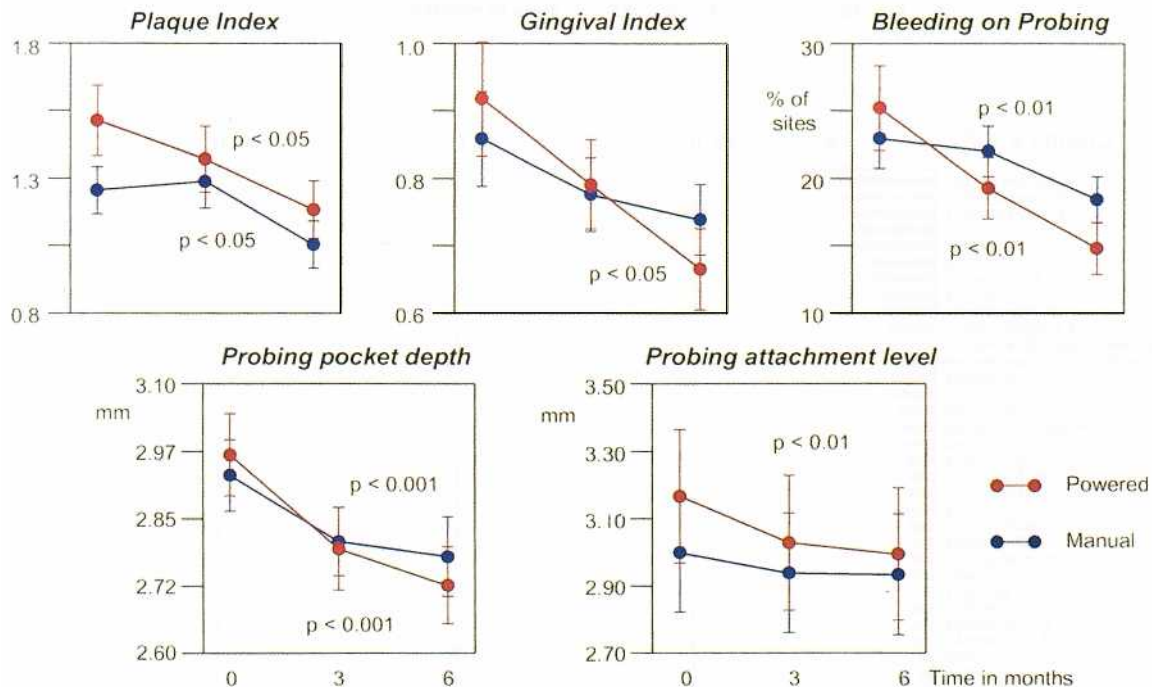 Plaque Index
Gingival Index
Bleeding on Probing
1.8
1.3
0.8
p < 0.05
p < 0.05
1.0
0.8
0.6
p < 0.05
30
20
10
% of
sites
p < 0.01
p < 0.01
Probing pocket depth
Probing attachment level
mm
3.10
2.97
2.85
2.72
2.60
p < 0.001
p < 0.001
mm
3.50
3.30
3.10
2.90
2.70
p < 0.01
Powered
Manual
0 3 6
0 3 6 Time in months